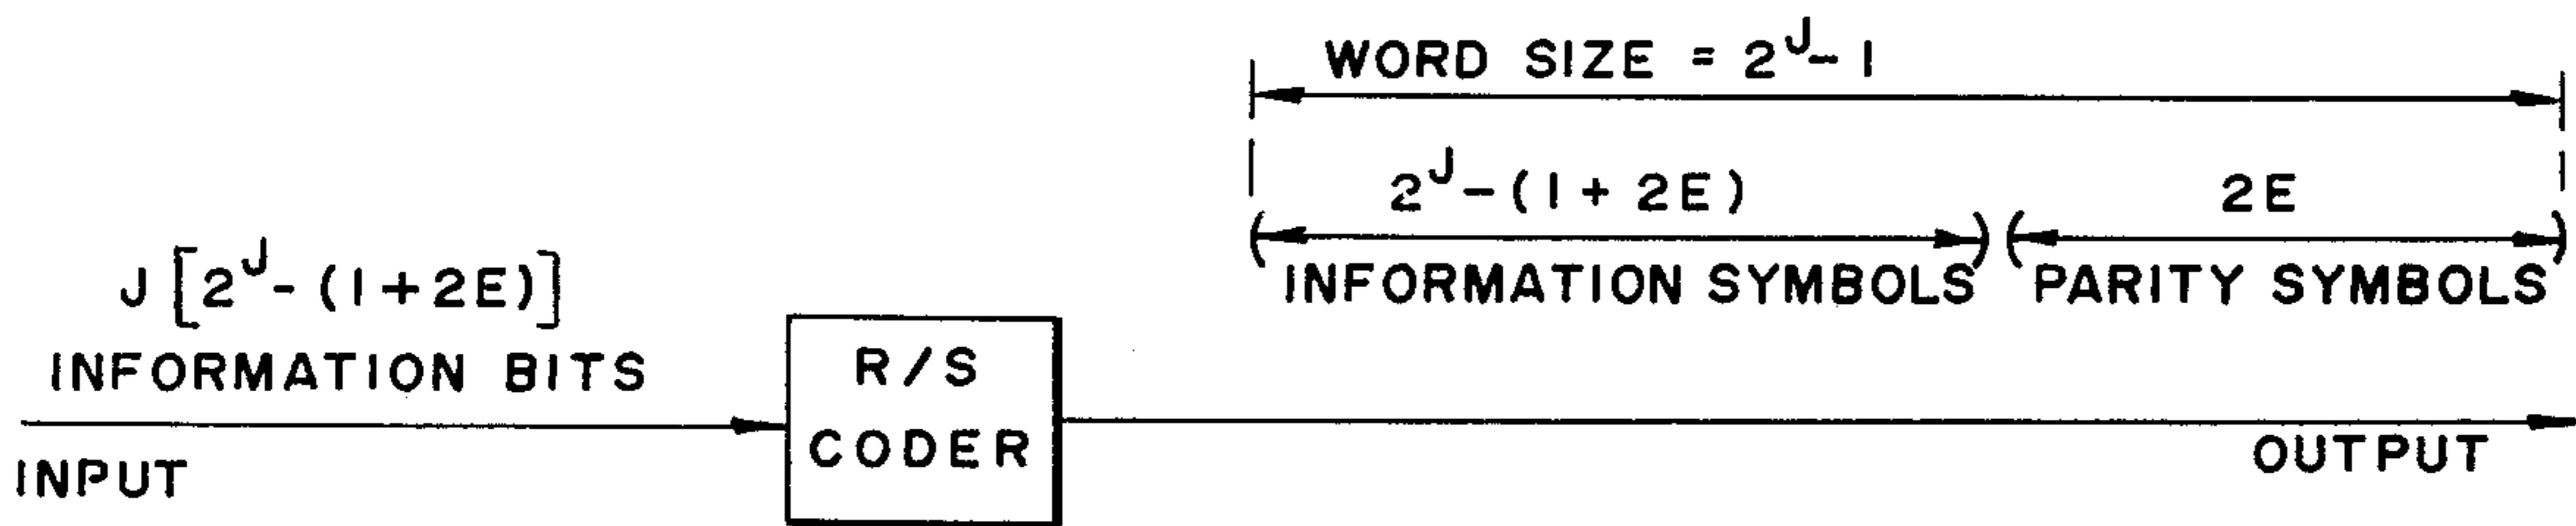 WORD SIZE = 2^J - 1
2^J - (1 + 2E)
2E
( INFORMATION SYMBOLS ) ( PARITY SYMBOLS )
J [2^J - (1+2E)]
INFORMATION BITS
R/S
CODER
INPUT
OUTPUT